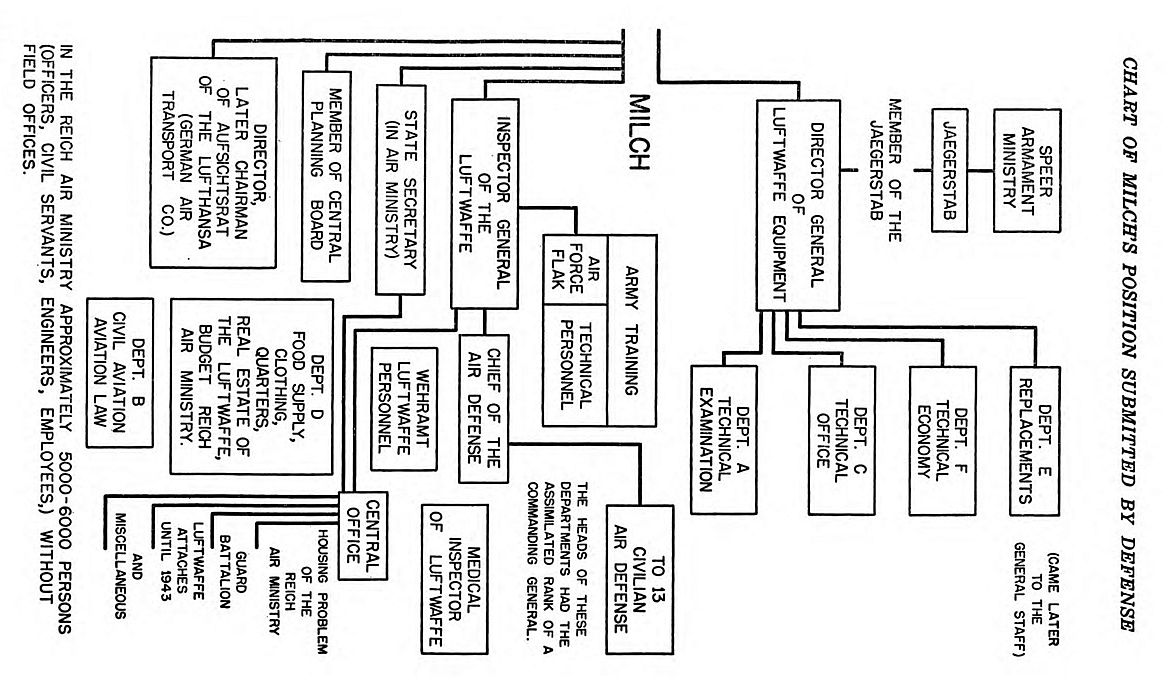 CHART OF MILCH'S POSITION SUBMITTED BY DEFENSE
SPEER
ARMAMENT
MINISTRY
JAEGERSTAB
MEMBER OF THE
JAEGERSTAB
DIRECTOR GENERAL
OF
LUFTWAFFE EQUIPMENT
DEPT. E
REPLACEMENTS
(CAME LATER
TO THE
GENERAL STAFF)
DEPT. F
TECHNICAL
ECONOMY
DEPT. C
TECHNICAL
OFFICE
DEPT. A
TECHNICAL
EXAMINATION
MILCH
ARMY TRAINING
AIR
FORCE
FLAK
TECHNICAL
PERSONNEL
TO 13
CIVILIAN
AIR DEFENSE
THE HEADS OF THESE
DEPARTMENTS HAD THE
ASSIMILATED RANK OF A
COMMANDING GENERAL.
INSPECTOR GENERAL
OF THE
LUFTWAFFE
CHIEF OF THE
AIR DEFENSE
MEDICAL
INSPECTOR
OF LUFTWAFFE
STATE SECRETARY
(IN AIR MINISTRY)
WEHRAMT
LUFTWAFFE
PERSONNEL
CENTRAL
OFFICE
MEMBER OF CENTRAL
PLANNING BOARD
DEPT. D
FOOD SUPPLY,
CLOTHING,
QUARTERS,
REAL ESTATE OF
THE LUFTWAFFE,
BUDGET REICH
AIR MINISTRY.
HOUSING PROBLEM
OF THE
REICH
AIR MINISTRY
GUARD
BATTALION
LUFTWAFFE
ATTACHES
UNTIL 1943
AND
MISCELLANEOUS
DIRECTOR,
LATER CHAIRMAN
OF AUFSICHTSRAT
OF THE LUFTHANSA
(GERMAN AIR
TRANSPORT CO.)
DEPT. B
CIVIL AVIATION
AVIATION LAW
IN THE REICH AIR MINISTRY APPROXIMATELY 5000-6000 PERSONS
(OFFICERS, CIVIL SERVANTS, ENGINEERS, EMPLOYEES,) WITHOUT
FIELD OFFICES.